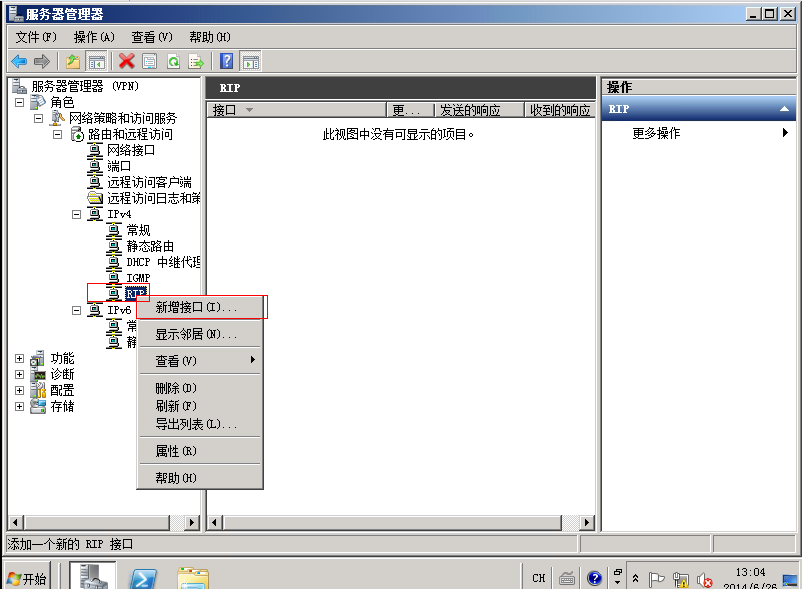 服务器管理器
文件(F) 操作(A) 查看(V) 帮助(H)
服务器管理器 (VPN)
角色
网络策略和访问服务
路由和远程访问
网络接口
端口
远程访问客户端
远程访问日志和策
IPv4
常规
静态路由
DHCP 中继代理
IGMP
RIP
IPv6
常
静
功能
诊断
配置
存储
新增接口(I)...
显示邻居(N)...
查看(V)
删除(D)
刷新(F)
导出列表(L)...
属性(R)
帮助(H)
RIP
接口 更... 发送的响应 收到的响应
此视图中没有可显示的项目。
操作
RIP
更多操作
添加一个新的 RIP 接口
开始
CH
13:04
2014/6/26